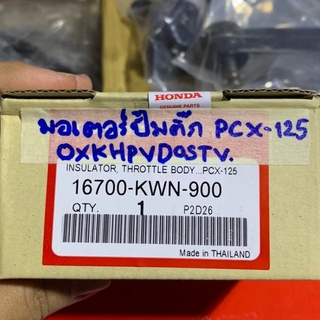 HONDA
GENUINE PARTS
มอเตอร์ปั๊มติ๊ก PCX-125
OXKHPVDOSTV.
INSULATOR, THROTTLE BODY...PCX-125
16700-KWN-900
QTY. 1 P2D26
Made in THAILAND